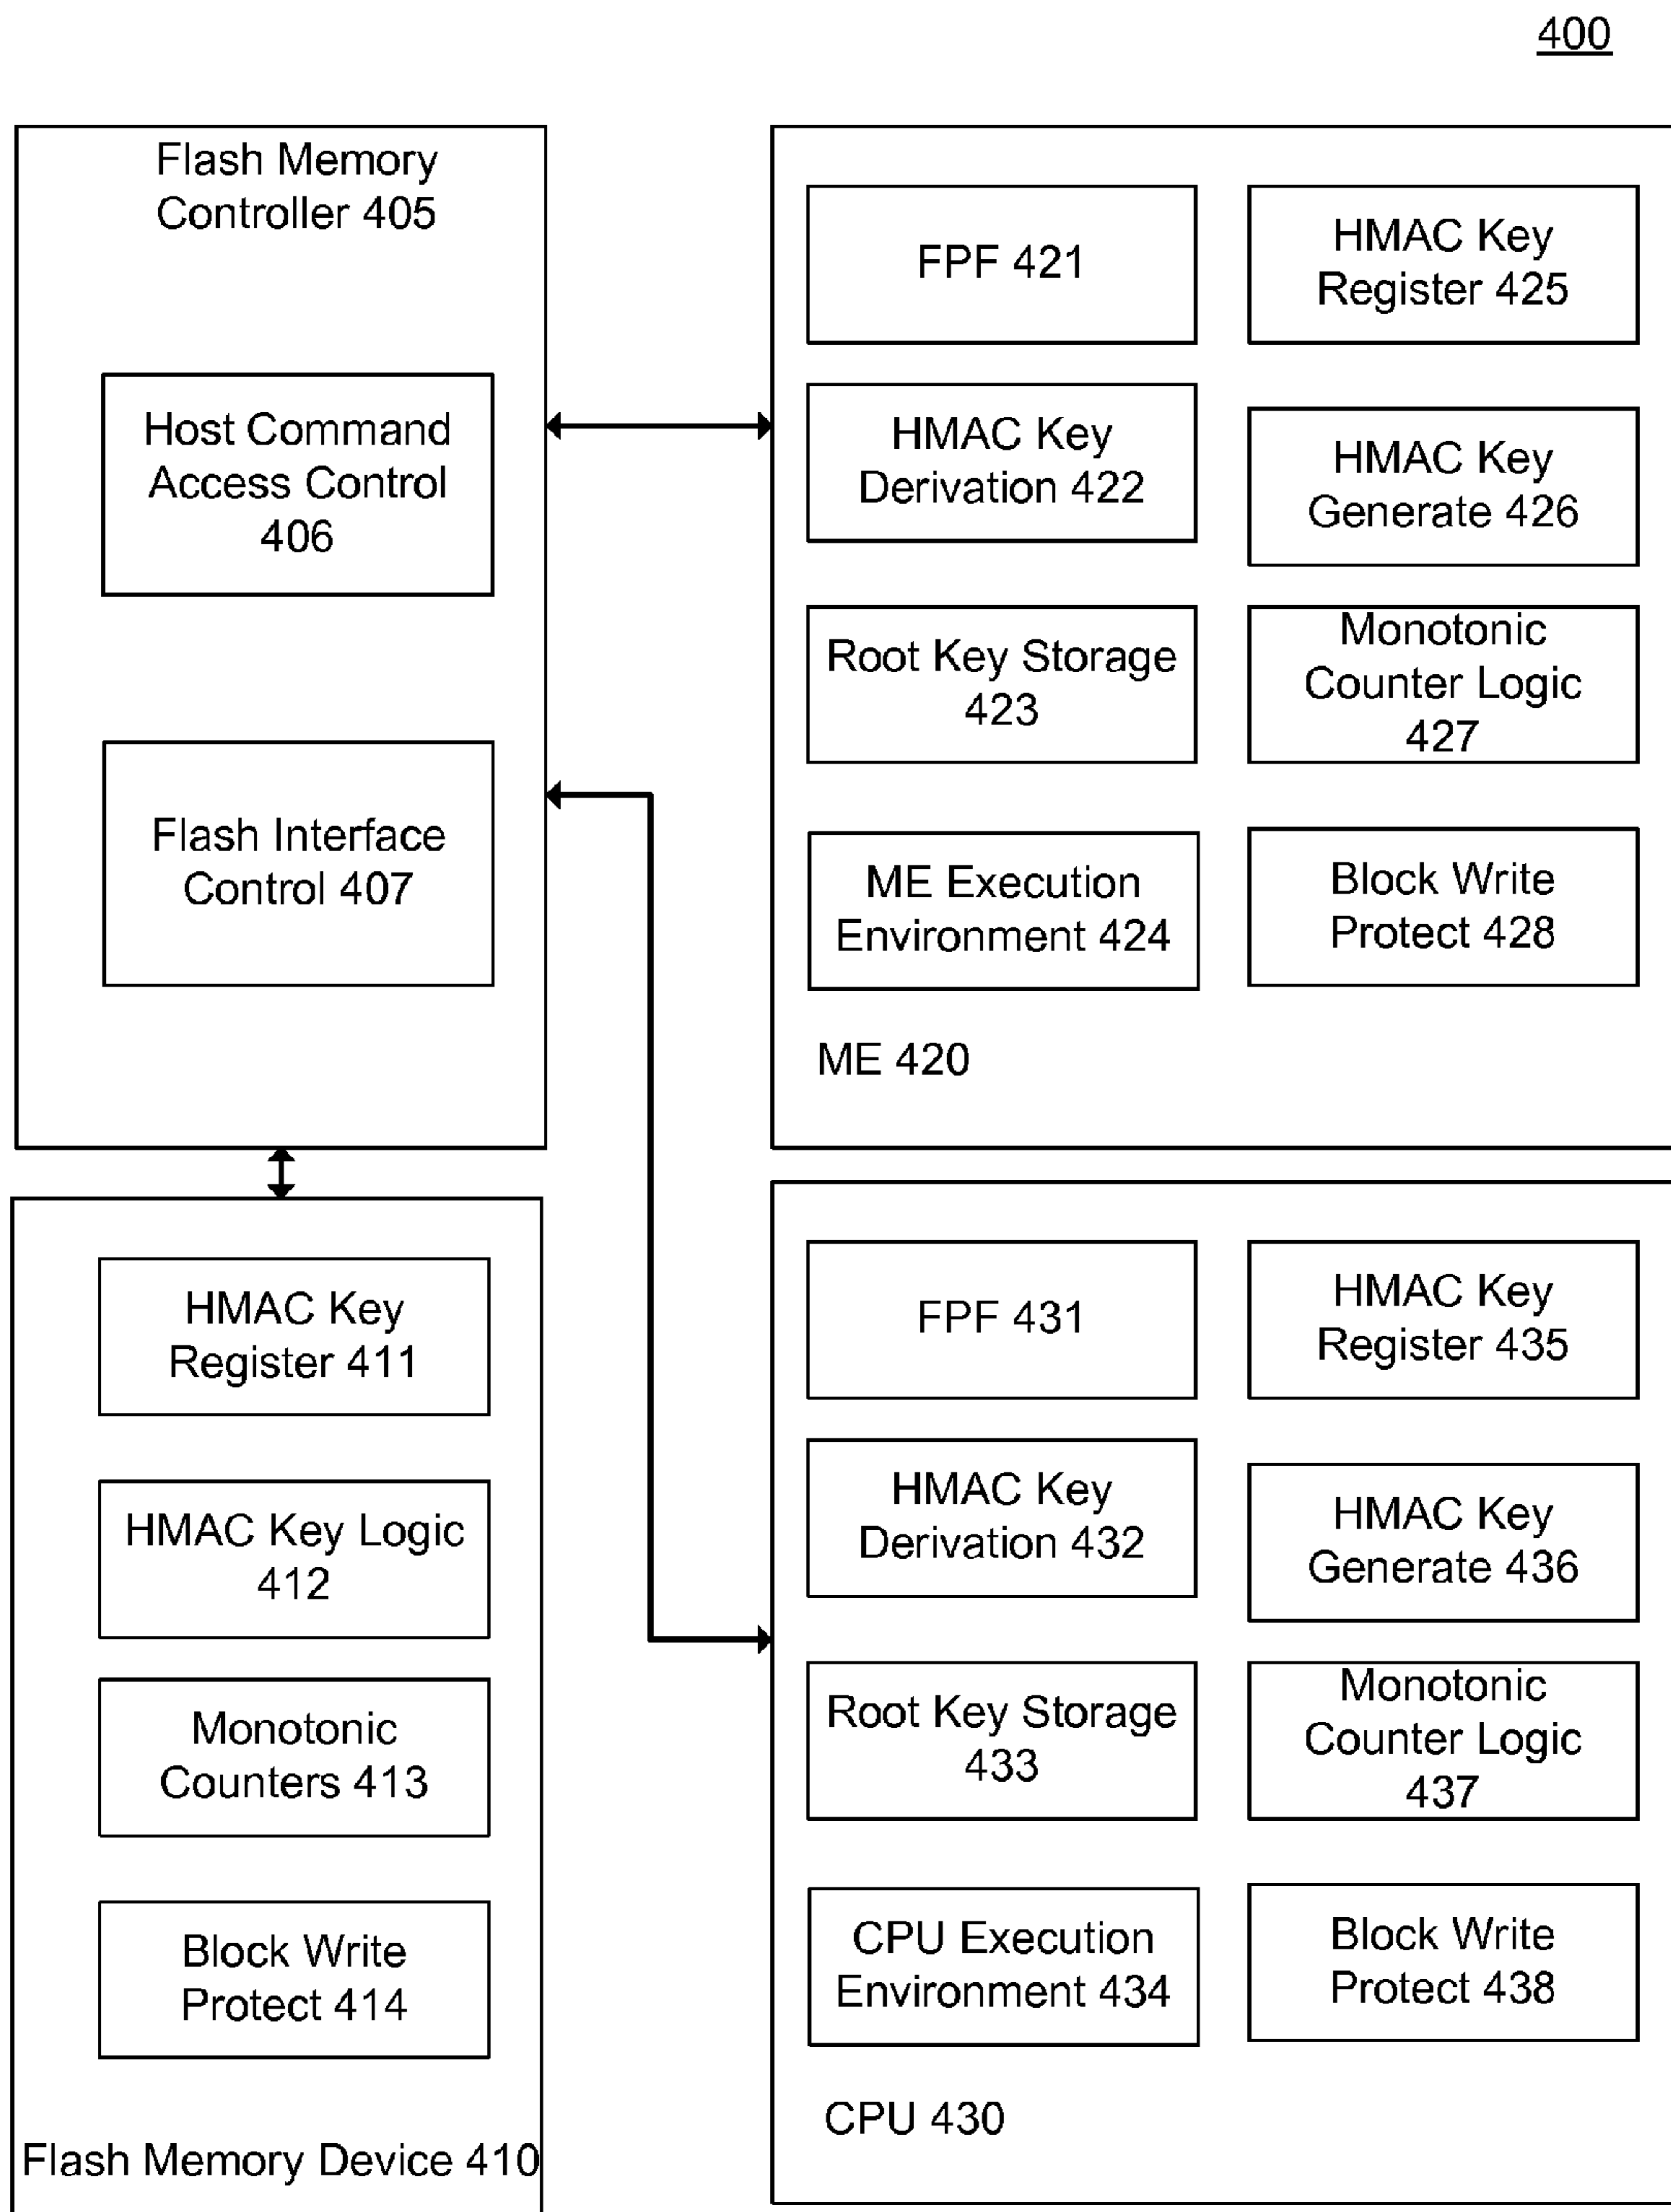 400
Flash Memory
Controller 405
Host Command
Access Control
406
Flash Interface
Control 407
FPF 421
HMAC Key
Register 425
HMAC Key
Derivation 422
HMAC Key
Generate 426
Root Key Storage
423
Monotonic
Counter Logic
427
ME Execution
Environment 424
Block Write
Protect 428
ME 420
HMAC Key
Register 411
HMAC Key Logic
412
Monotonic
Counters 413
Block Write
Protect 414
Flash Memory Device 410
FPF 431
HMAC Key
Register 435
HMAC Key
Derivation 432
HMAC Key
Generate 436
Root Key Storage
433
Monotonic
Counter Logic
437
CPU Execution
Environment 434
Block Write
Protect 438
CPU 430